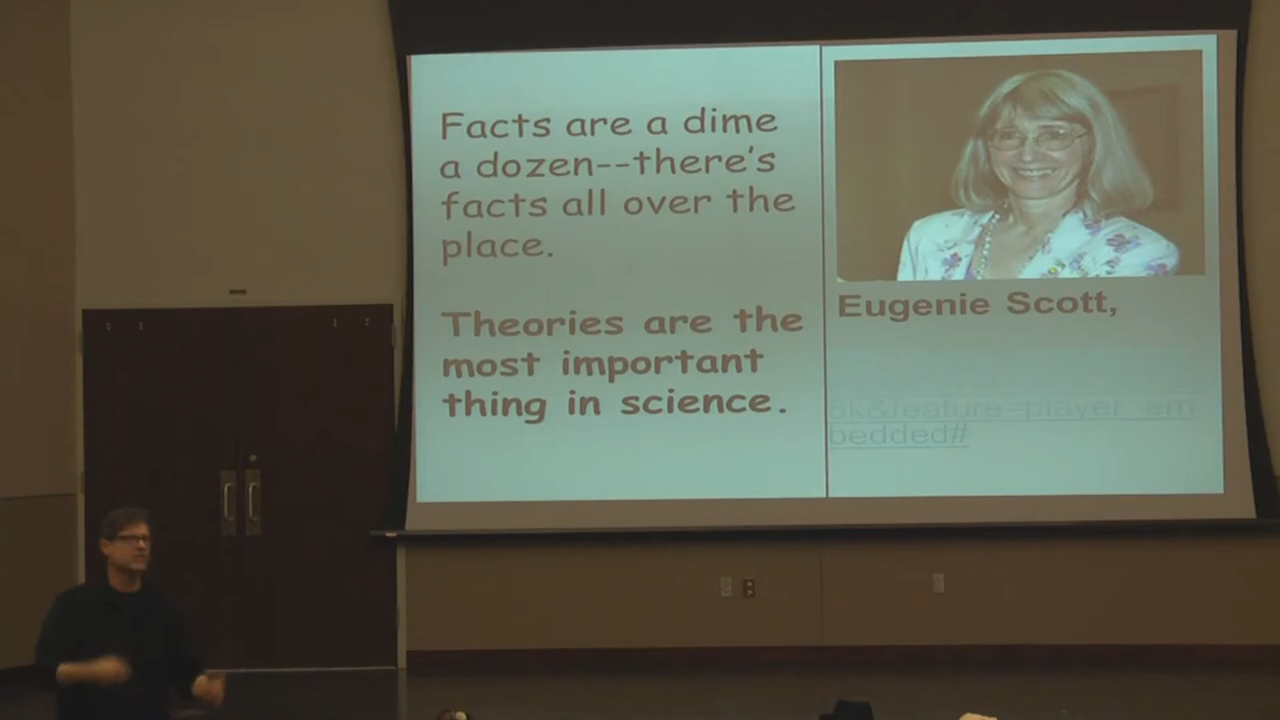 Facts are a dime
a dozen--there's
facts all over the
place.
Theories are the
most important
thing in science.
Eugenie Scott,
6k&feature=player_em
bedded#